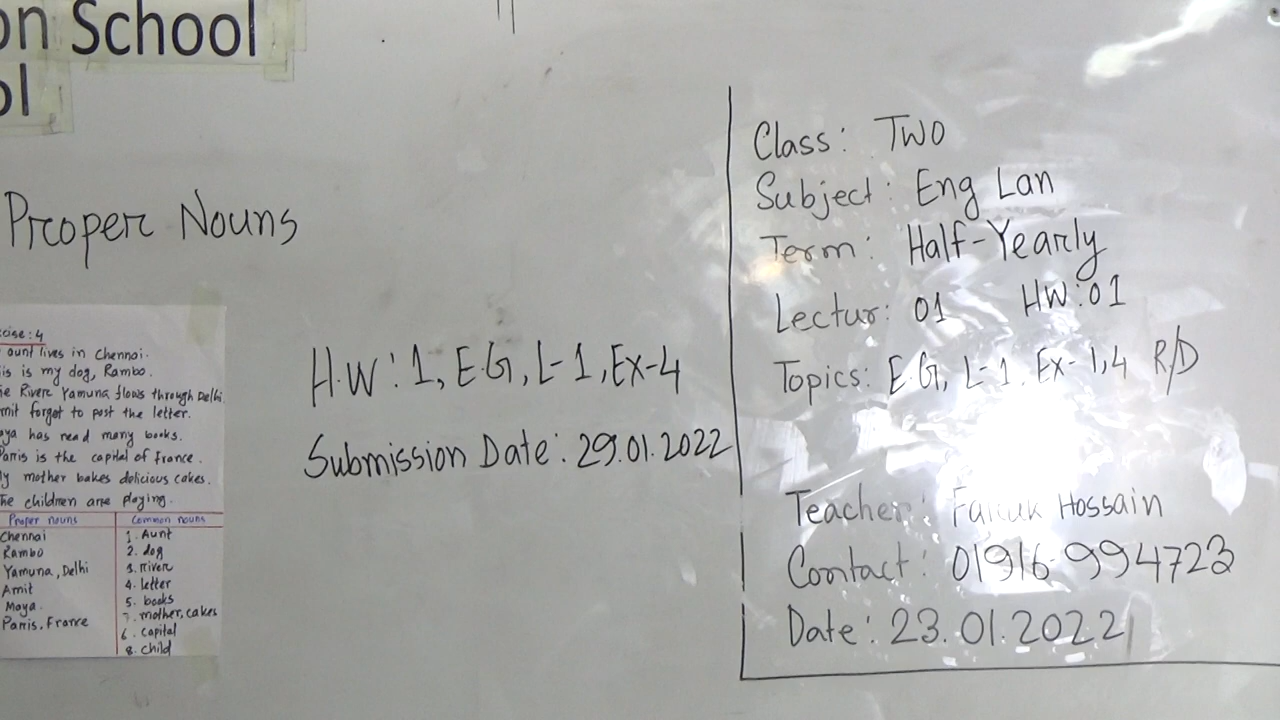 on School
ol
Proper Nouns
cise: 4
aunt lives in Chennai.
is is my dog, Rambo.
e River Yamuna flows through Delhi.
mit forgot to post the letter.
aya has read many books.
Paris is the capital of France.
y mother bakes delicious cakes.
The children are playing.
Proper nouns Common nouns
Chennai 1. Aunt
Rambo 2. dog
Yamuna, Delhi 3. river
Amit 4. letter
Maya. 5. books
Paris. France 7. mother, cakes
6. capital
8. child
H.W: 1, E.G, L-1, Ex-4
Submission Date: 29.01.2022
Class: Two
Subject: Eng Lan
Term: Half-Yearly
Lectur: 01 HW:01
Topics: E.G, L-1. Ex-1,4 R/D
Teacher: Hossain
Contact: 01916-994723
Date: 23.01.2022